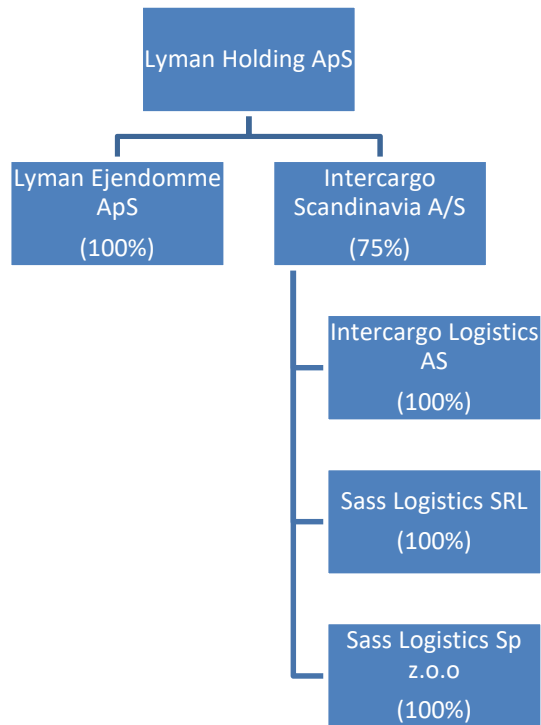 Lyman Holding ApS
Lyman Ejendomme
ApS
(100%)
Intercargo
Scandinavia A/S
(75%)
Intercargo Logistics
AS
(100%)
Sass Logistics SRL
(100%)
Sass Logistics Sp
z.o.o
(100%)